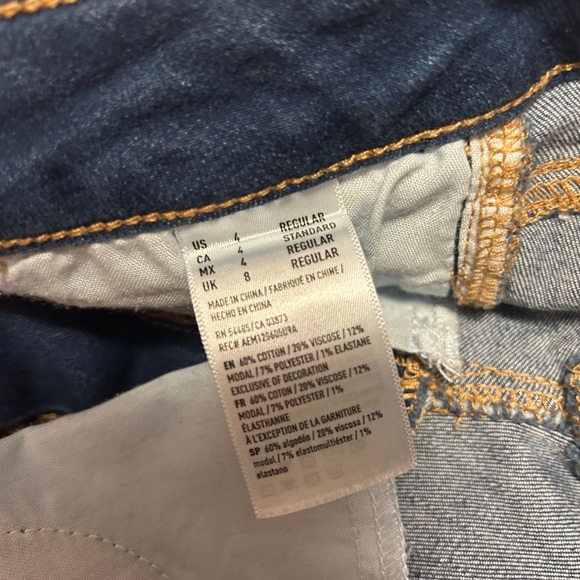 US 4 REGULAR
CA 4 STANDARD
MX 4 REGULAR
UK 8 REGULAR
MADE IN CHINA / FABRIQUÉ EN CHINE /
HECHO EN CHINA
RN 54485/CA 03973
REC# AEM12960SU9A
EN 60% COTTON / 20% VISCOSE / 12%
MODAL / 7% POLYESTER / 1% ELASTANE
EXCLUSIVE OF DECORATION
FR 60% COTON / 20% VISCOSE / 12%
MODAL / 7% POLYESTER / 1%
ÉLASTHANNE
À L'EXCEPTION DE LA GARNITURE
SP 60% algodón / 20% viscosa / 12%
modal / 7% elastomultiéster / 1%
elastano